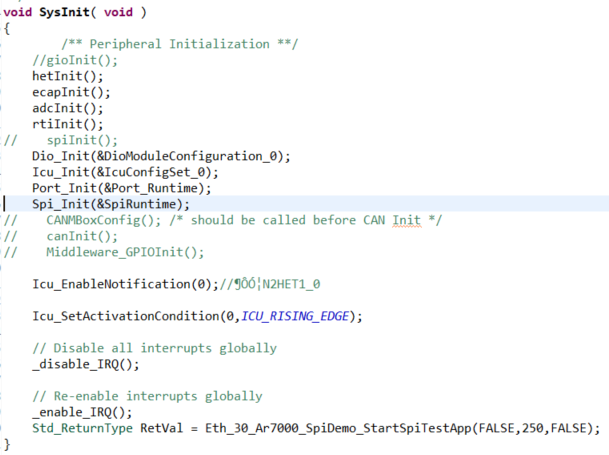 void SysInit( void )
{
/** Peripheral Initialization **/
//gioInit();
hetInit();
ecapInit();
adcInit();
rtiInit();
// spiInit();
Dio_Init(&DioModuleConfiguration_0);
Icu_Init(&IcuConfigSet_0);
Port_Init(&Port_Runtime);
Spi_Init(&SpiRuntime);
// CANMBoxConfig(); /* should be called before CAN Init */
// canInit();
// Middleware_GPIOInit();
Icu_EnableNotification(0);//¶ÔÓ¦N2HET1_0
Icu_SetActivationCondition(0,ICU_RISING_EDGE);
// Disable all interrupts globally
_disable_IRQ();
// Re-enable interrupts globally
_enable_IRQ();
Std_ReturnType RetVal = Eth_30_Ar7000_SpiDemo_StartSpiTestApp(FALSE,250,FALSE);
}